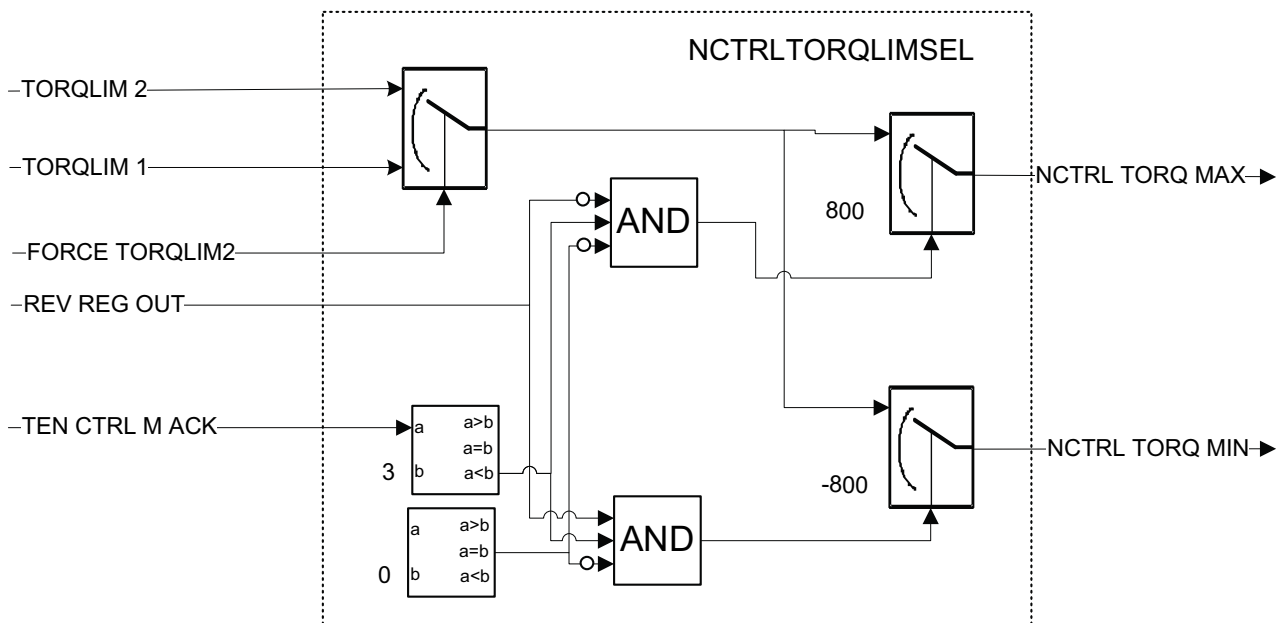 NCTRLTORQLIMSEL
TORQLIM 2
TORQLIM 1
NCTRL TORQ MAX
AND
800
FORCE TORQLIM2
REV REG OUT
TEN CTRL M ACK
a
a>b
a=b
3
b
a<b
NCTRL TORQ MIN
-800
a
a>b
a=b
0
b
a<b
AND